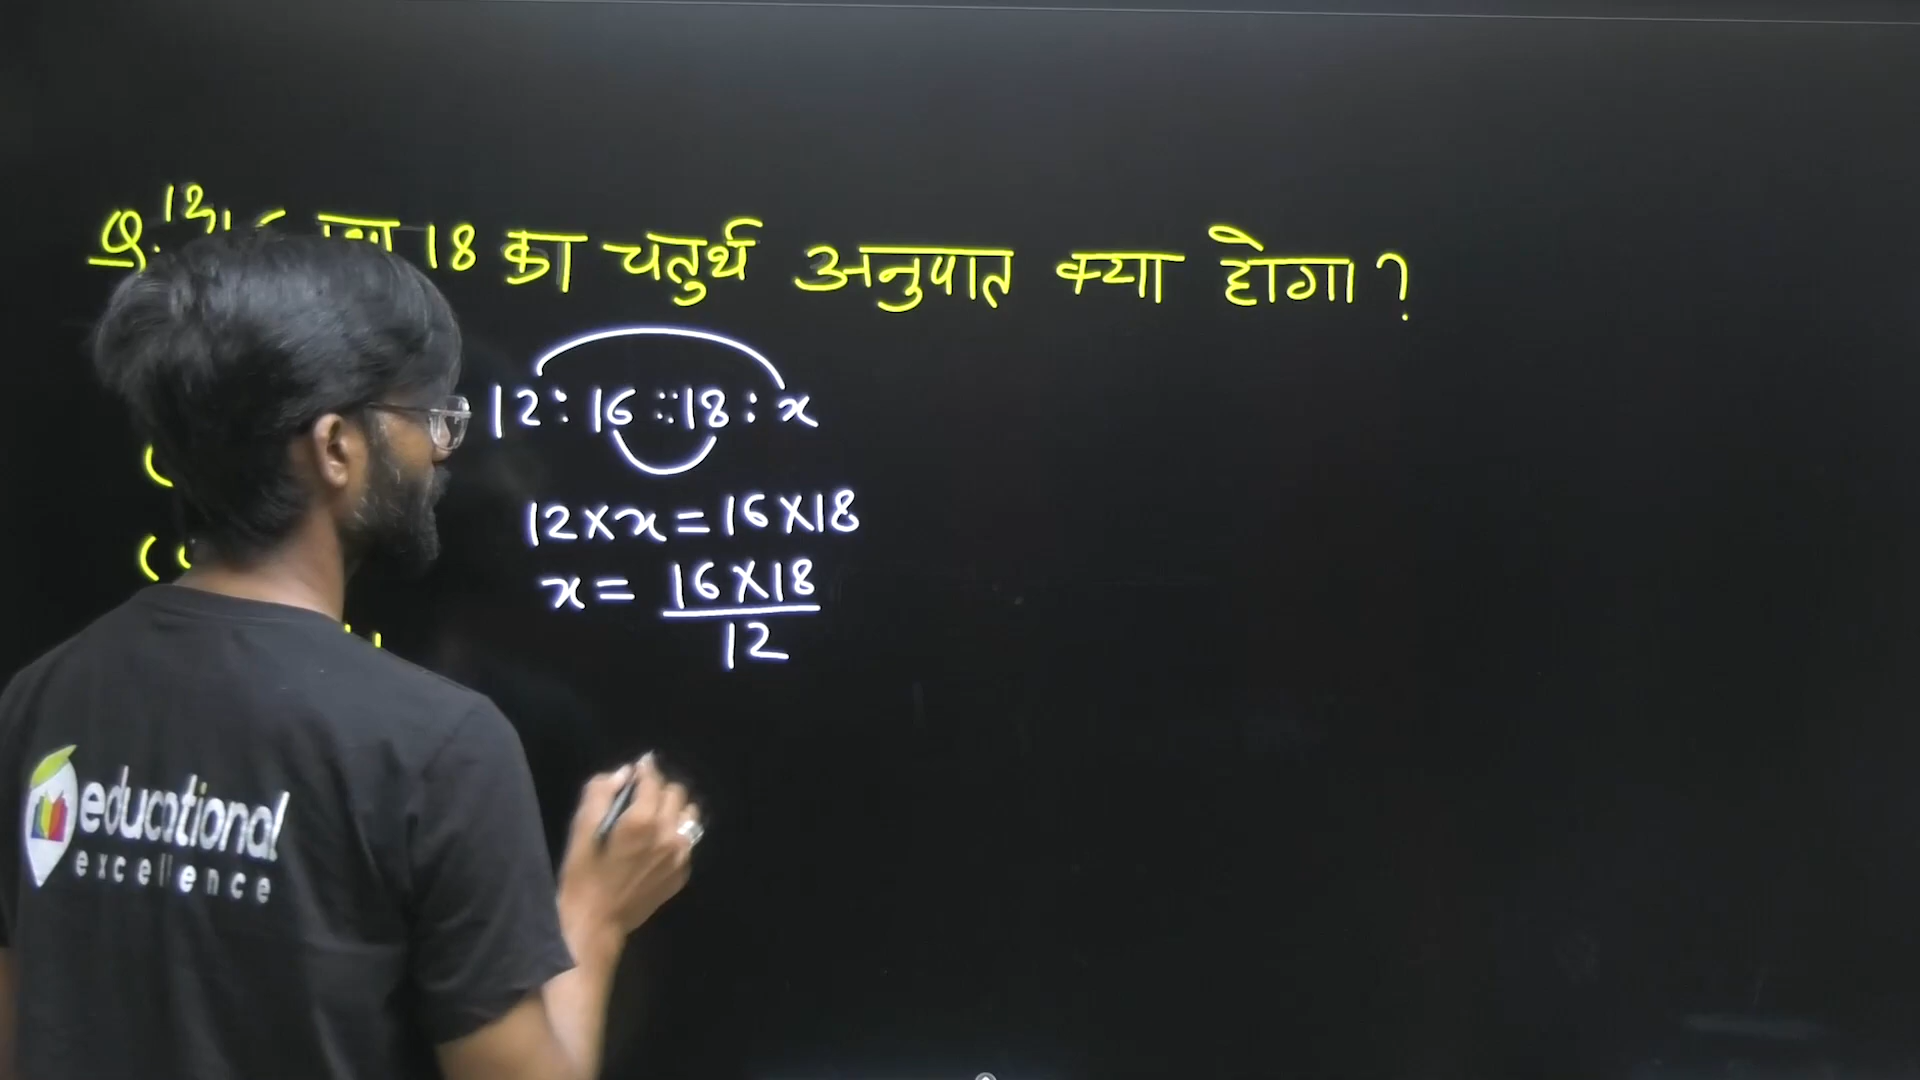 Q. 12, 18 का चतुर्थ अनुपात क्या होगा?
12 : 16 :: 18 : x
12 × x = 16 × 18
x = 16 × 18
12
educational
excellence